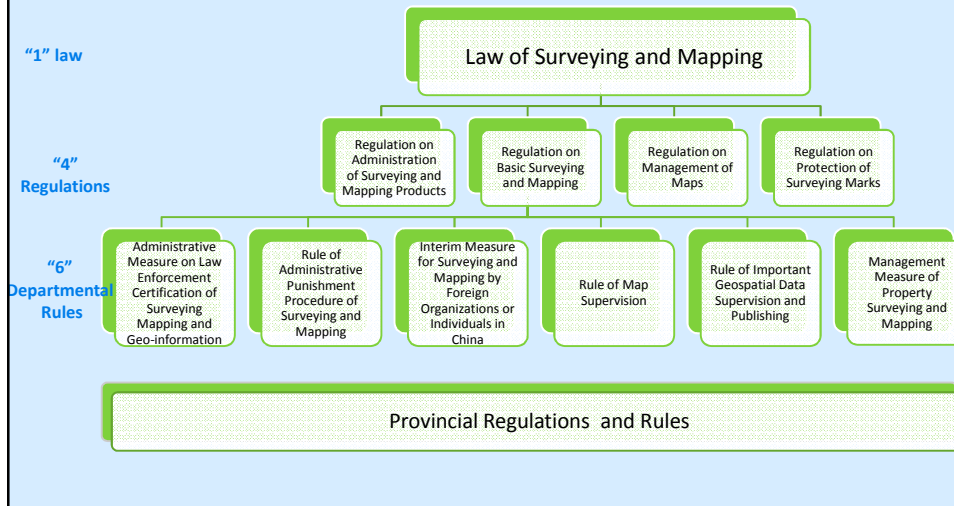 “1” law
Law of Surveying and Mapping
“4”
Regulations
Regulation on
Administration
of Surveying and
Mapping Products
Regulation on
Basic Surveying
and Mapping
Regulation on
Management of
Maps
Regulation on
Protection of
Surveying Marks
“6”
Departmental
Rules
Administrative
Measure on Law
Enforcement
Certification of
Surveying
Mapping and
Geo-information
Rule of
Administrative
Punishment
Procedure of
Surveying and
Mapping
Interim Measure
for Surveying and
Mapping by
Foreign
Organizations or
Individuals in
China
Rule of Map
Supervision
Rule of Important
Geospatial Data
Supervision and
Publishing
Management
Measure of
Property
Surveying and
Mapping
Provincial Regulations and Rules